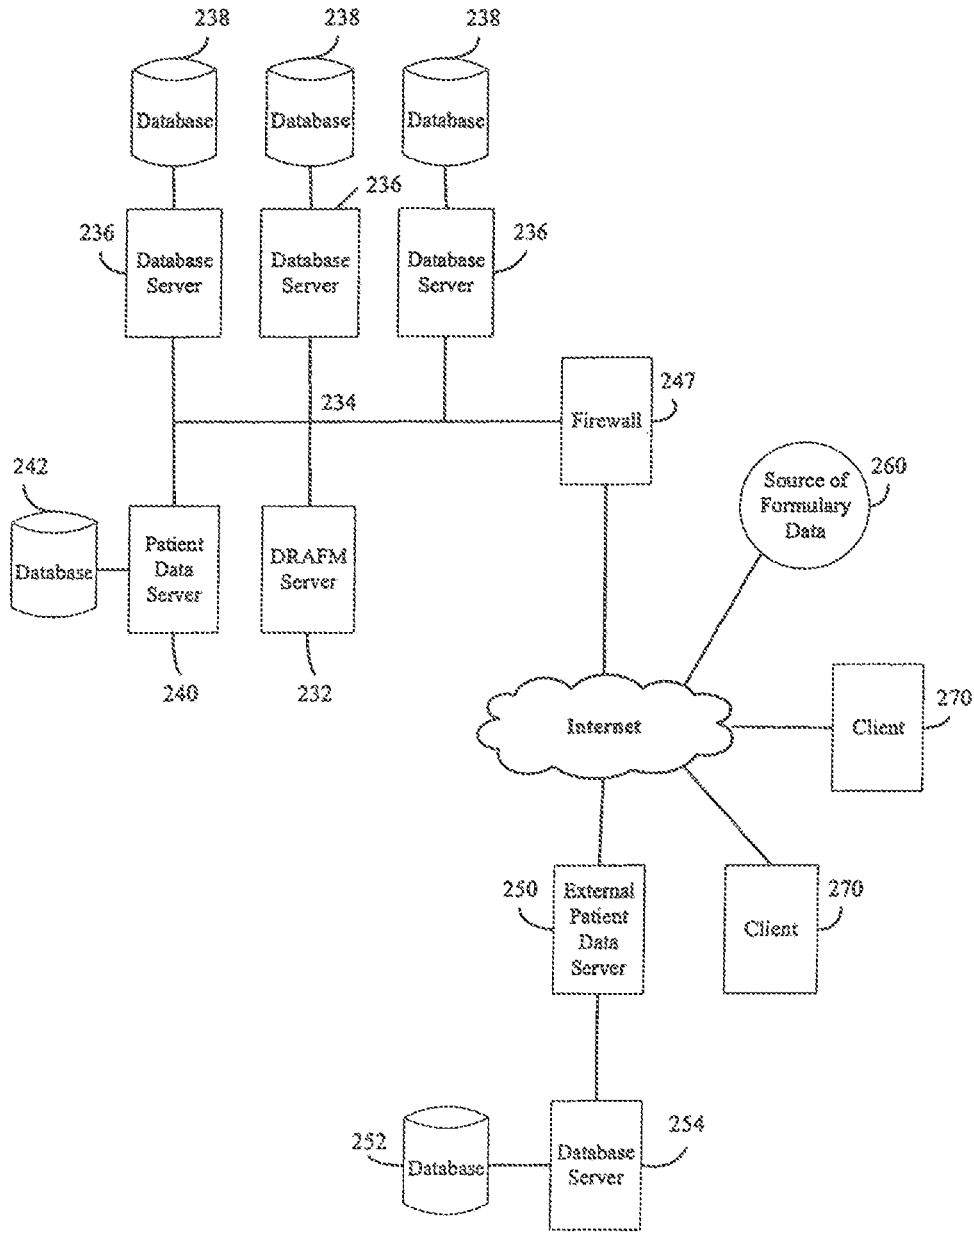 238
238
238
Database
Database
Database
236
236
236
Database
Server
Database
Server
Database
Server
234
247
Firewall
242
Database
Patient
Data
Server
DRAFM
Server
240
232
260
Source of
Formulary
Data
Internet
270
Client
250
External
Patient
Data
Server
270
Client
252
Database
254
Database
Server